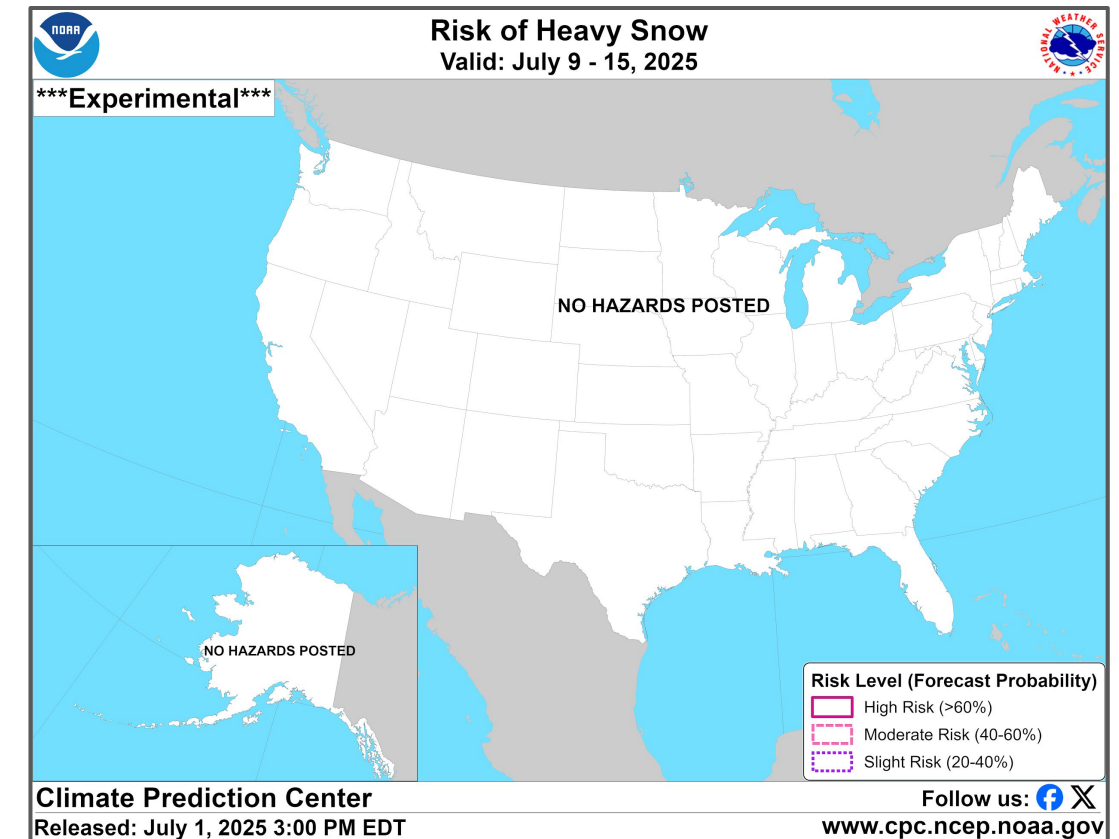 NOAA
Risk of Heavy Snow
Valid: July 9 - 15, 2025
NATIONAL WEATHER SERVICE
***Experimental***
NO HAZARDS POSTED
NO HAZARDS POSTED
Risk Level (Forecast Probability)
High Risk (>60%)
Moderate Risk (40-60%)
Slight Risk (20-40%)
Climate Prediction Center
Follow us:
Released: July 1, 2025 3:00 PM EDT
www.cpc.ncep.noaa.gov